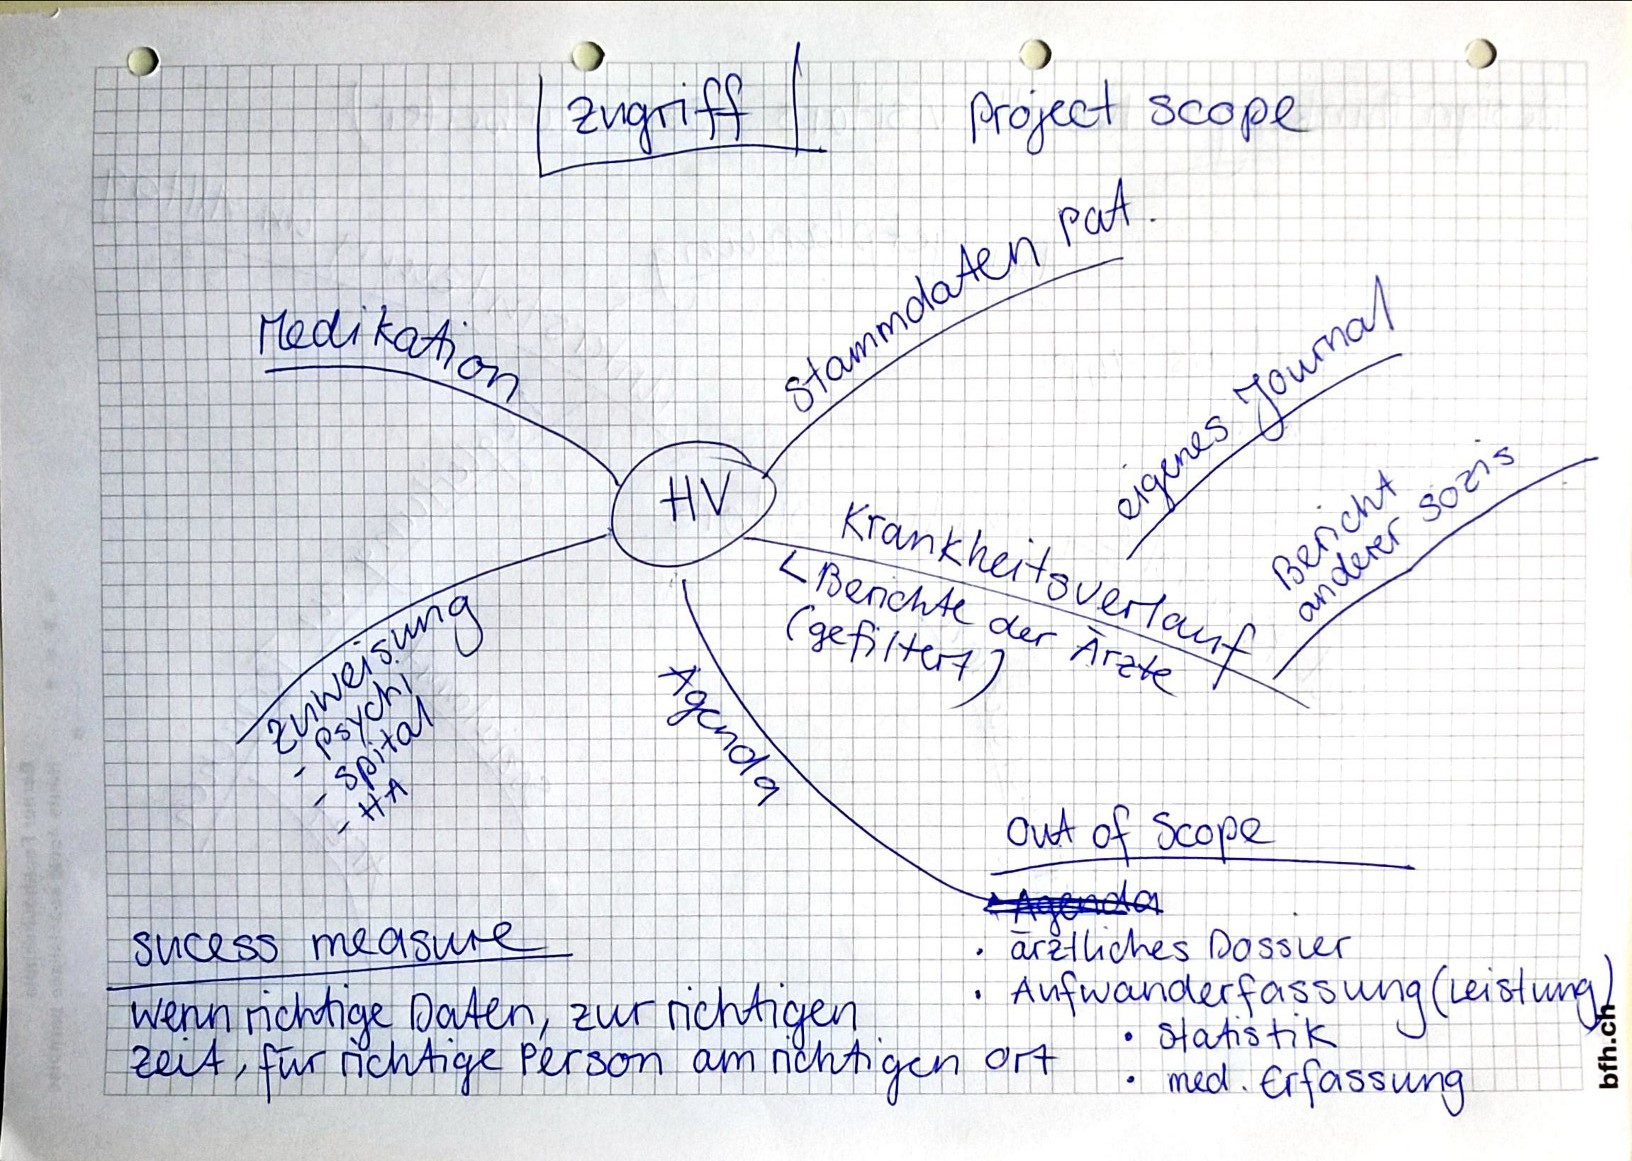 Zugriff
Project scope
Medikation
Stammdaten Pat.
eigenes Journal
Bericht
anderer Sozis
HV
Krankheitsverlauf
Berichte der Ärzte
(gefiltert)
Zuweisung
- Psych
- Spital
- HA
Agenda
Out of Scope
Agenda
· ärztliches Dossier
· Aufwanderfassung (Leistung)
· Statistik
· med. Erfassung
sucess measure
wenn richtige Daten, zur richtigen
Zeit, für richtige Person am richtigen Ort
bfh.ch